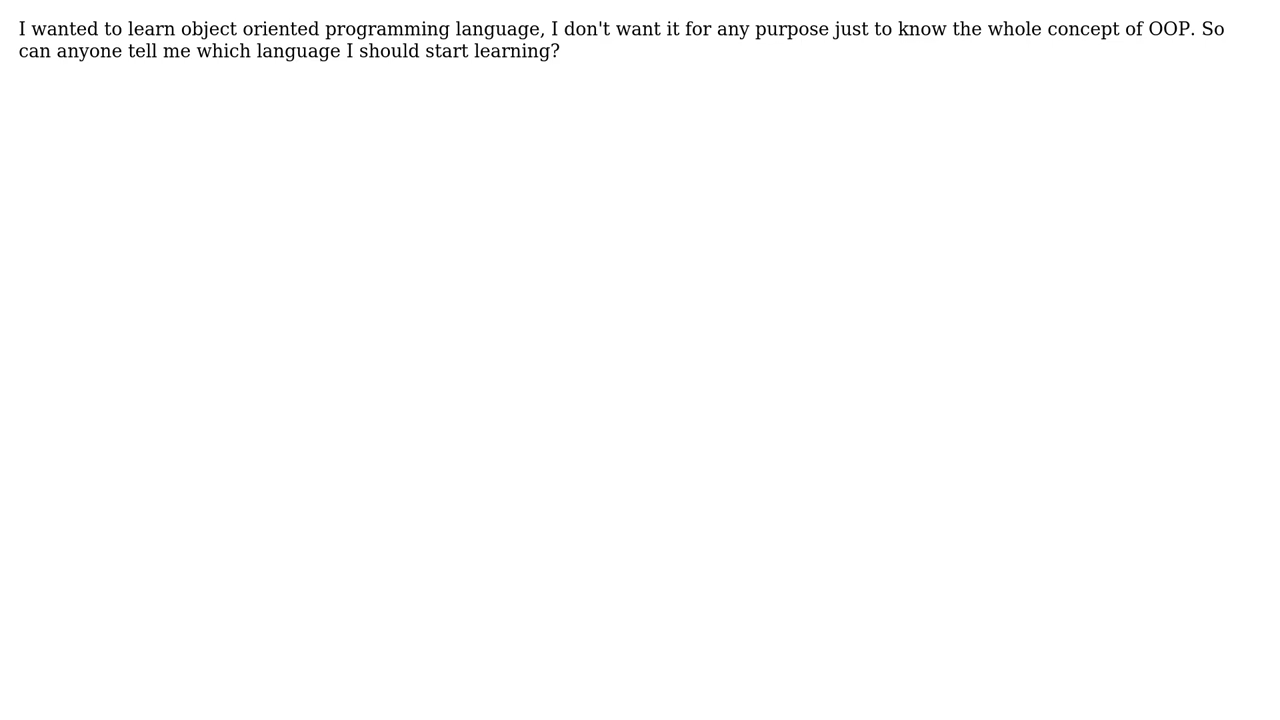 I wanted to learn object oriented programming language, I don't want it for any purpose just to know the whole concept of OOP. So
can anyone tell me which language I should start learning?